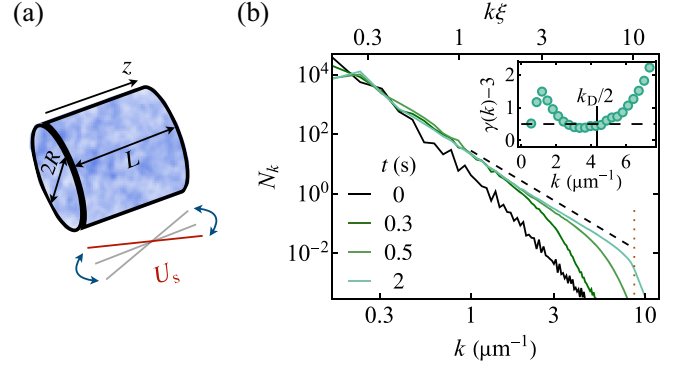 (a)
z
2R
L
U_s
(b)
kξ
0.3
1
3
10
10^4
10^2
10^0
10^-2
N_k
t (s)
0
0.3
0.5
2
0.3
1
3
10
k (μm^-1)
γ(k)−3
2
1
0
k_D/2
0
2
4
6
k (μm^-1)